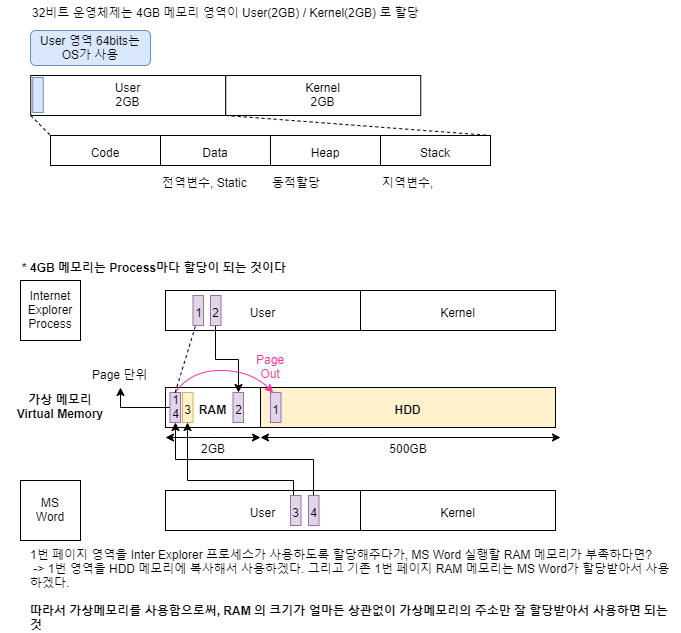 32비트 운영체제는 4GB 메모리 영역이 User(2GB) / Kernel(2GB) 로 할당
User 영역 64bits는
OS가 사용
User
2GB
Kernel
2GB
Code
Data
Heap
Stack
전역변수, Static
동적할당
지역변수,
* 4GB 메모리는 Process마다 할당이 되는 것이다
Internet
Explorer
Process
1
2
User
Kernel
Page
Out
Page 단위
가상 메모리
Virtual Memory
1
4
3
RAM
2
1
HDD
2GB
500GB
MS
Word
User
3
4
Kernel
1번 페이지 영역을 Inter Explorer 프로세스가 사용하도록 할당해주다가, MS Word 실행할 RAM 메모리가 부족하다면?
-> 1번 영역을 HDD 메모리에 복사해서 사용하겠다. 그리고 기존 1번 페이지 RAM 메모리는 MS Word가 할당받아서 사용
하겠다.
따라서 가상메모리를 사용함으로써, RAM 의 크기가 얼마든 상관없이 가상메모리의 주소만 잘 할당받아서 사용하면 되는
것